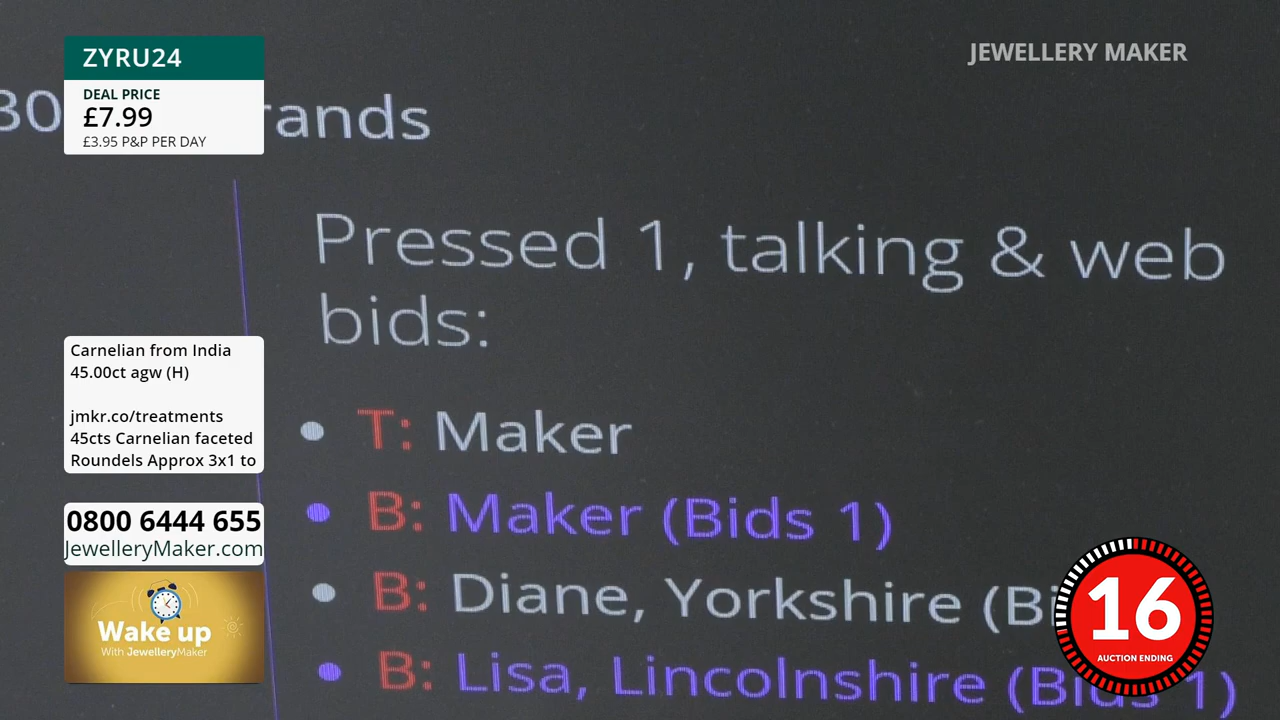 ZYRU24
DEAL PRICE
£7.99
£3.95 P&P PER DAY
JEWELLERY MAKER
Pressed 1, talking & web
bids:
• T: Maker
• B: Maker (Bids 1)
• B: Diane, Yorkshire
• B: Lisa, Lincolnshire (Bids 1)
Carnelian from India
45.00ct agw (H)
jmkr.co/treatments
45cts Carnelian faceted
Roundels Approx 3x1 to
0800 6444 655
JewelleryMaker.com
Wake up
With JewelleryMaker
16
AUCTION ENDING